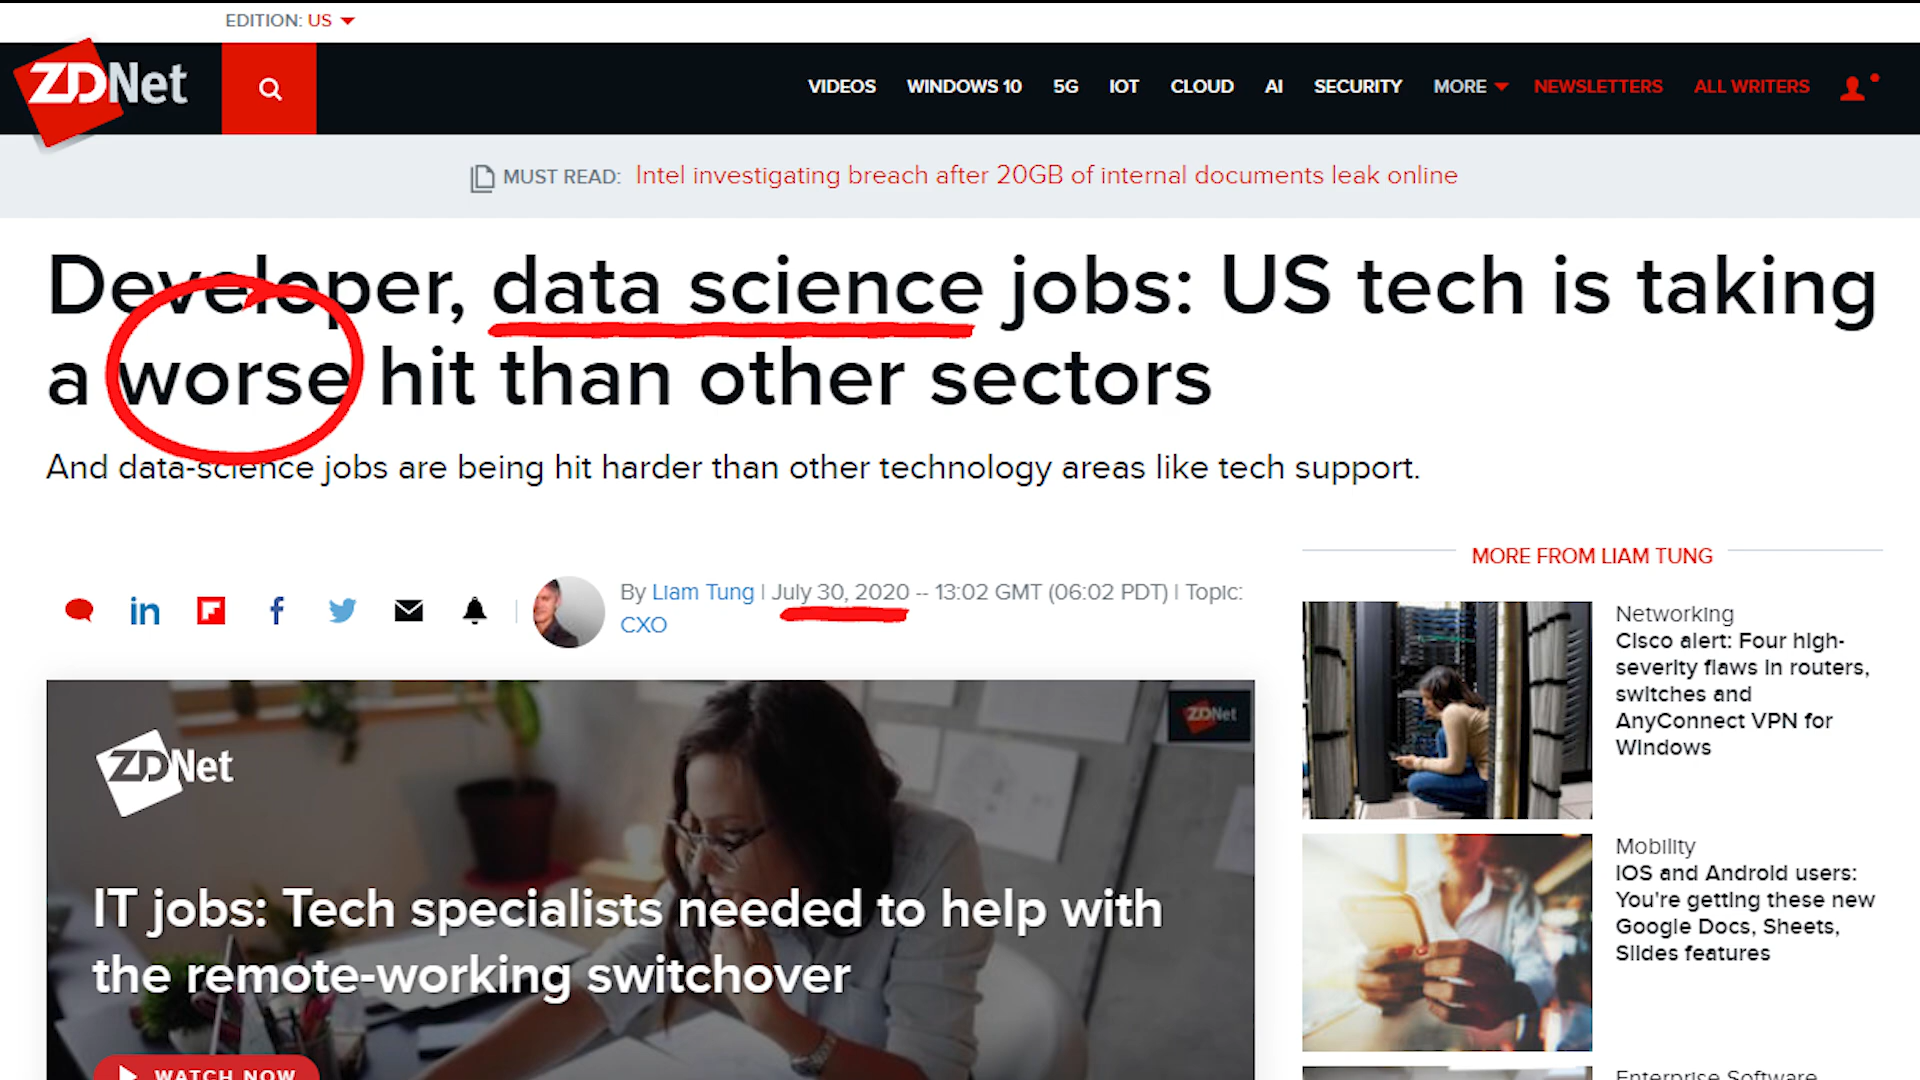 EDITION: US
ZDNet
VIDEOS WINDOWS 10 5G IOT CLOUD AI SECURITY MORE NEWSLETTERS ALL WRITERS
MUST READ: Intel investigating breach after 20GB of internal documents leak online
Developer, data science jobs: US tech is taking
a worse hit than other sectors
And data-science jobs are being hit harder than other technology areas like tech support.
By Liam Tung | July 30, 2020 -- 13:02 GMT (06:02 PDT) | Topic:
CXO
ZDNet
ZDNet
IT jobs: Tech specialists needed to help with
the remote-working switchover
WATCH NOW
MORE FROM LIAM TUNG
Networking
Cisco alert: Four high-
severity flaws in routers,
switches and
AnyConnect VPN for
Windows
Mobility
IOS and Android users:
You're getting these new
Google Docs, Sheets,
Slides features
Enterprise Software